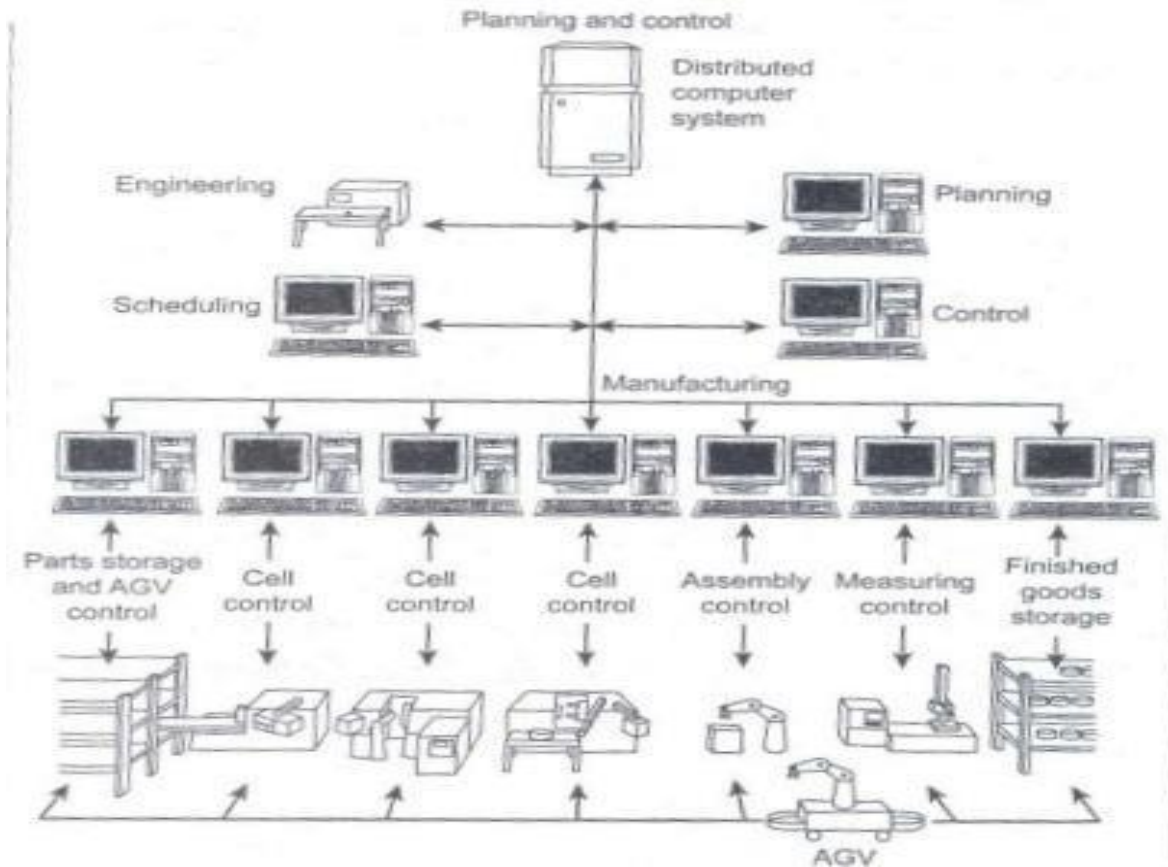 Planning and control
Distributed
computer
system
Engineering
Planning
Scheduling
Control
Manufacturing
Parts storage
and AGV
control
Cell
control
Cell
control
Cell
control
Assembly
control
Measuring
control
Finished
goods
storage
AGV